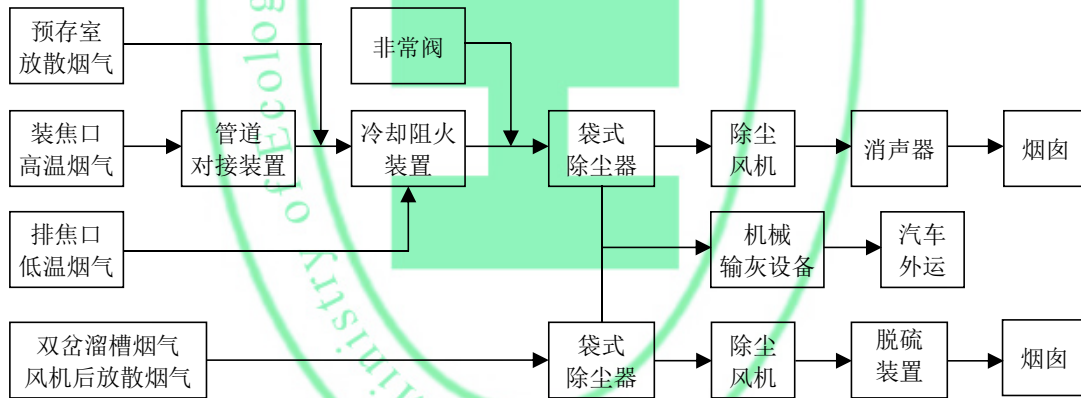 预存室
放散烟气
非常阀
装焦口
高温烟气
管道
对接装置
冷却阻火
装置
袋式
除尘器
除尘
风机
消声器
烟囱
排焦口
低温烟气
机械
输灰设备
汽车
外运
双岔溜槽烟气
风机后放散烟气
袋式
除尘器
除尘
风机
脱硫
装置
烟囱
inistry of Ecolog